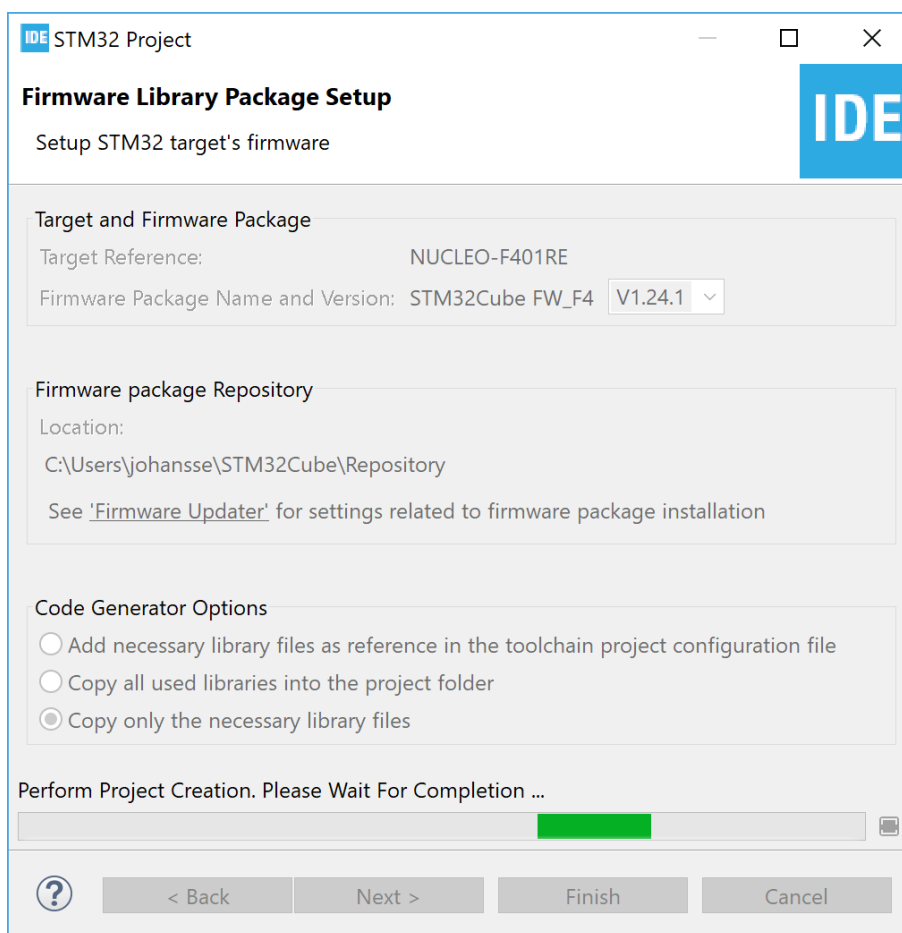 IDE STM32 Project
Firmware Library Package Setup
Setup STM32 target's firmware
IDE
Target and Firmware Package
Target Reference: NUCLEO-F401RE
Firmware Package Name and Version: STM32Cube FW_F4 V1.24.1
Firmware package Repository
Location:
C:\Users\johansse\STM32Cube\Repository
See 'Firmware Updater' for settings related to firmware package installation
Code Generator Options
Add necessary library files as reference in the toolchain project configuration file
Copy all used libraries into the project folder
Copy only the necessary library files
Perform Project Creation. Please Wait For Completion ...
? < Back Next > Finish Cancel